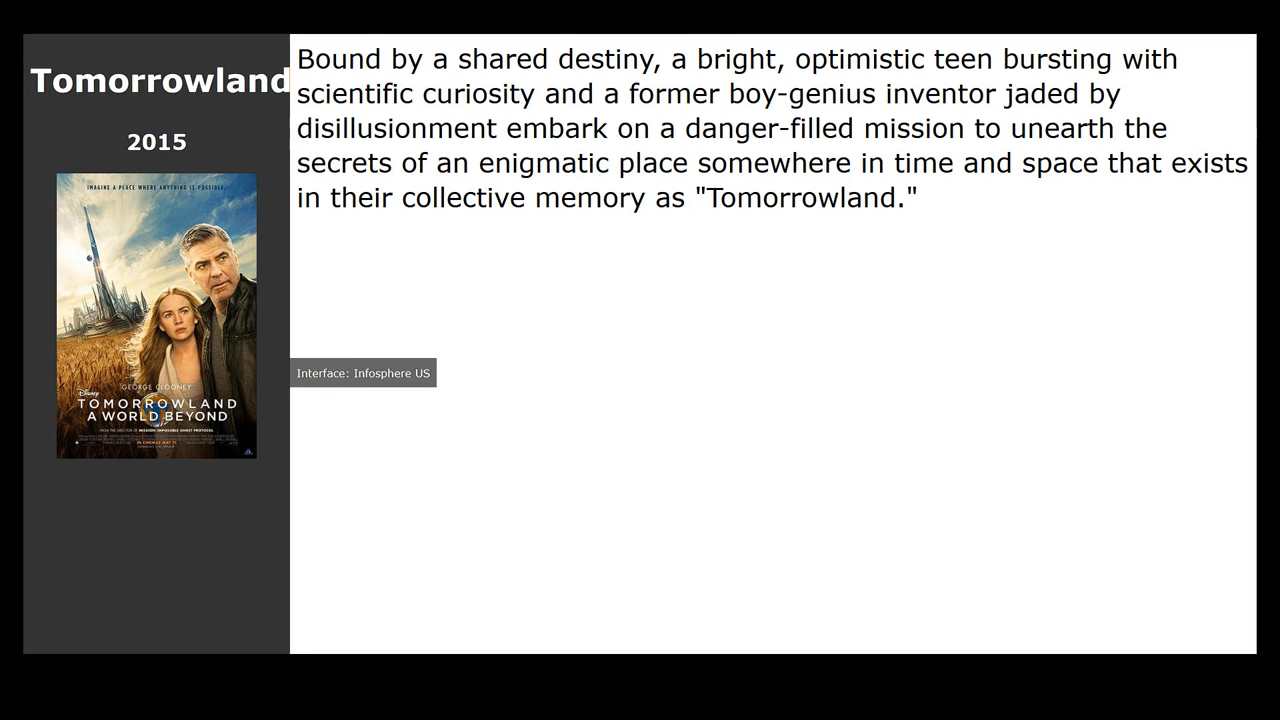 Tomorrowland
2015
IMAGINE A PLACE WHERE ANYTHING IS POSSIBLE.
GEORGE CLOONEY
Disney
TOMORROWLAND
A WORLD BEYOND
FROM THE DIRECTOR OF MISSION: IMPOSSIBLE GHOST PROTOCOL
IN CINEMAS MAY 21
Bound by a shared destiny, a bright, optimistic teen bursting with
scientific curiosity and a former boy-genius inventor jaded by
disillusionment embark on a danger-filled mission to unearth the
secrets of an enigmatic place somewhere in time and space that exists
in their collective memory as "Tomorrowland."
Interface: Infosphere US